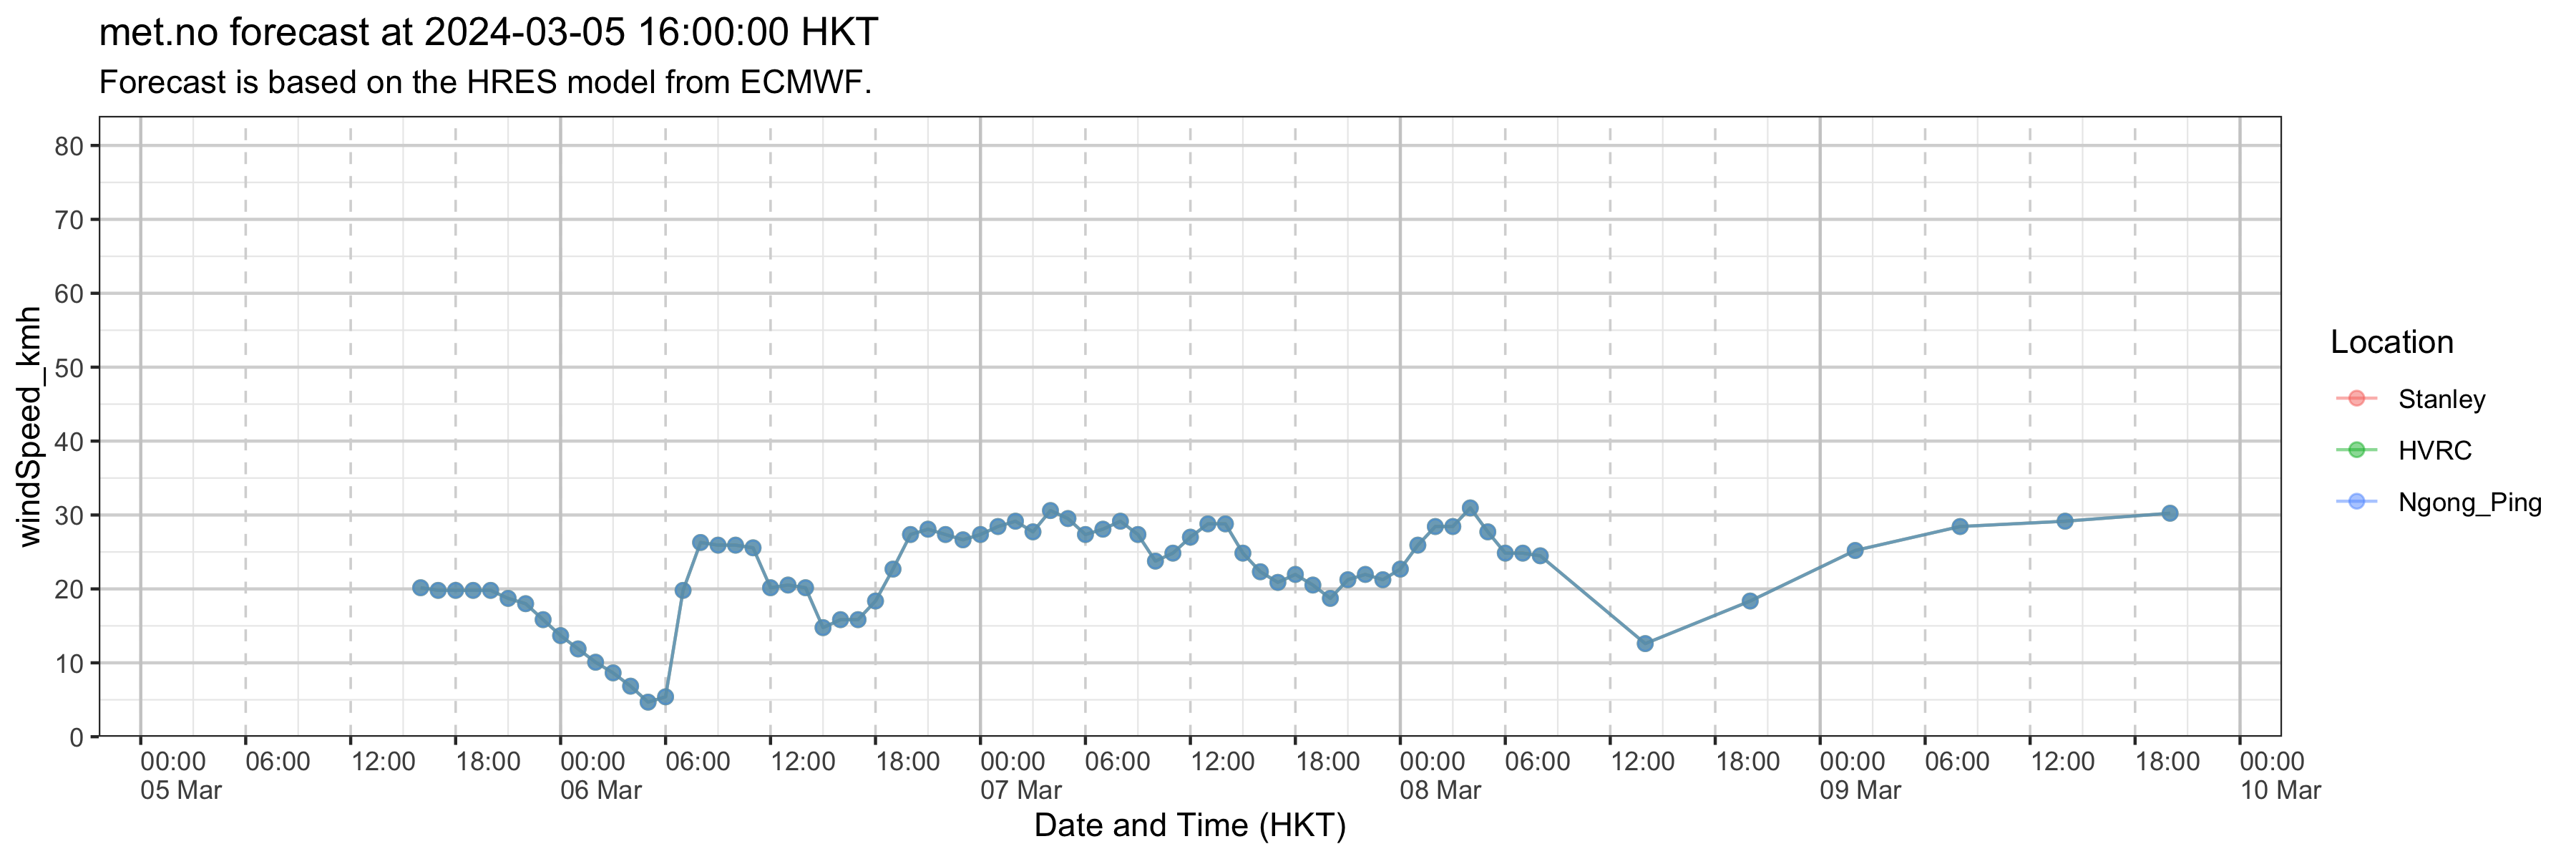 met.no forecast at 2024-03-05 16:00:00 HKT
Forecast is based on the HRES model from ECMWF.
windSpeed_kmh
80
70
60
50
40
30
20
10
0
00:00 06:00 12:00 18:00 00:00 06:00 12:00 18:00 00:00 06:00 12:00 18:00 00:00 06:00 12:00 18:00 00:00 06:00 12:00 18:00 00:00
05 Mar 06 Mar 07 Mar 08 Mar 09 Mar 10 Mar
Date and Time (HKT)
Location
Stanley
HVRC
Ngong_Ping